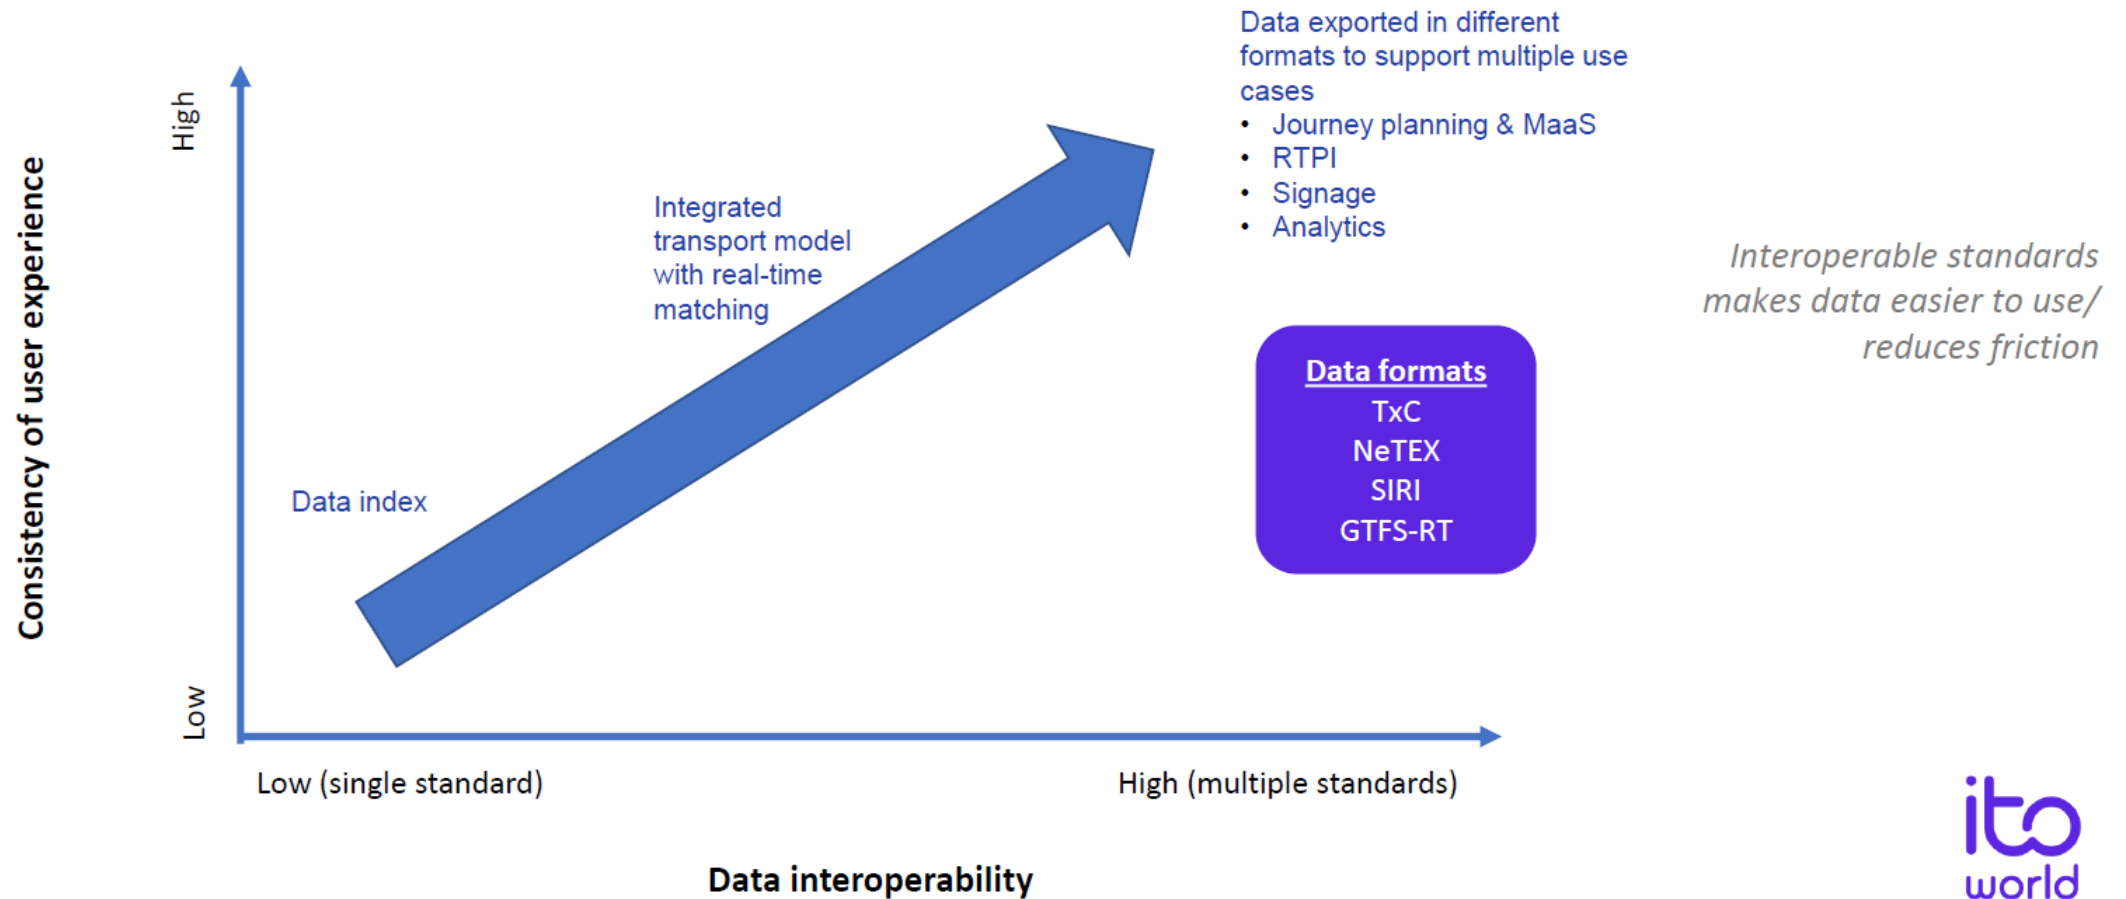 Data exported in different
formats to support multiple use
cases
• Journey planning & MaaS
• RTPI
• Signage
• Analytics
High
Consistency of user experience
Low
Integrated
transport model
with real-time
matching
Data index
Interoperable standards
makes data easier to use/
reduces friction
Data formats
TxC
NeTEX
SIRI
GTFS-RT
Low (single standard)
High (multiple standards)
Data interoperability
ito
world